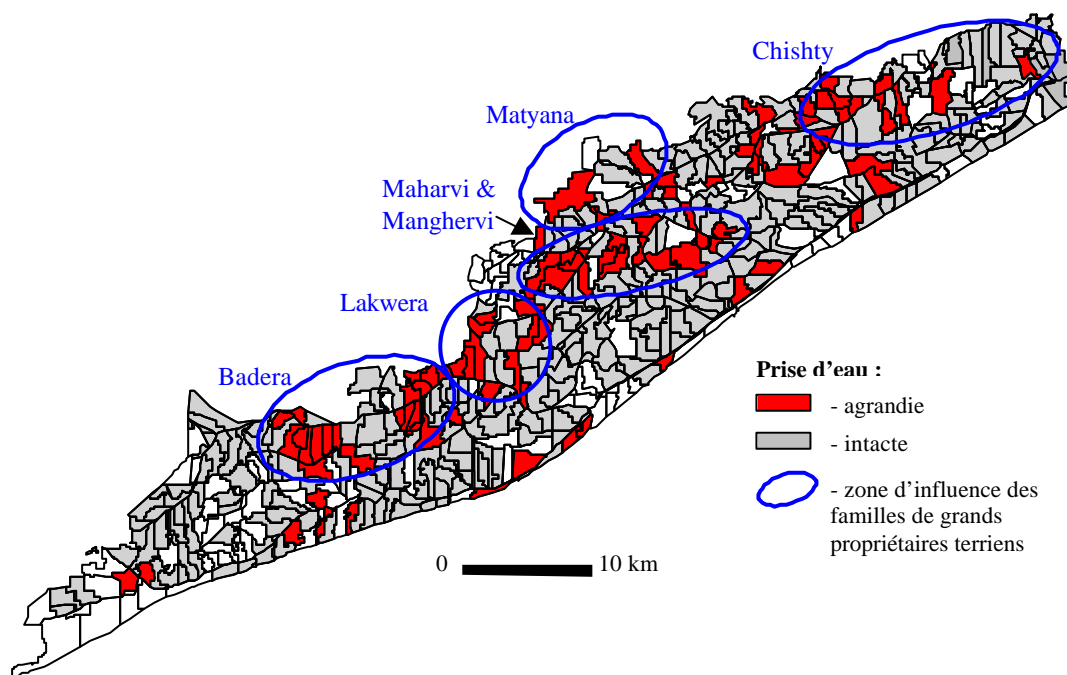 Chishty
Matyana
Maharvi &
Manghervi
Lakwera
Badera
Prise d’eau :
- agrandie
- intacte
- zone d’influence des
familles de grands
propriétaires terriens
0 10 km